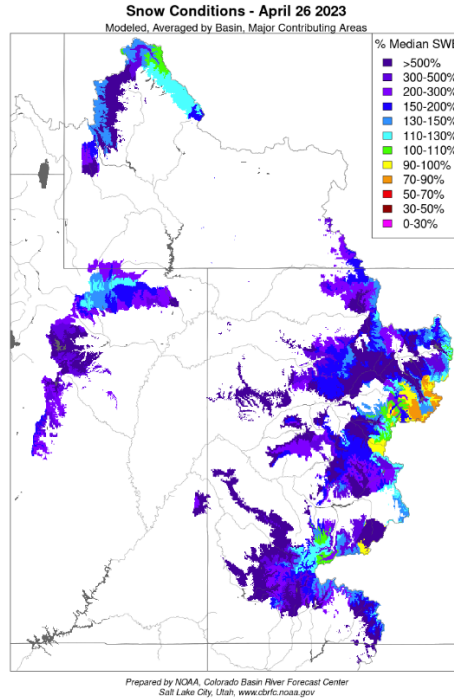 Snow Conditions - April 26 2023
Modeled, Averaged by Basin, Major Contributing Areas
% Median SWE
>500%
300-500%
200-300%
150-200%
130-150%
110-130%
100-110%
90-100%
70-90%
50-70%
30-50%
0-30%
Prepared by NOAA, Colorado Basin River Forecast Center
Salt Lake City, Utah, www.cbrfc.noaa.gov